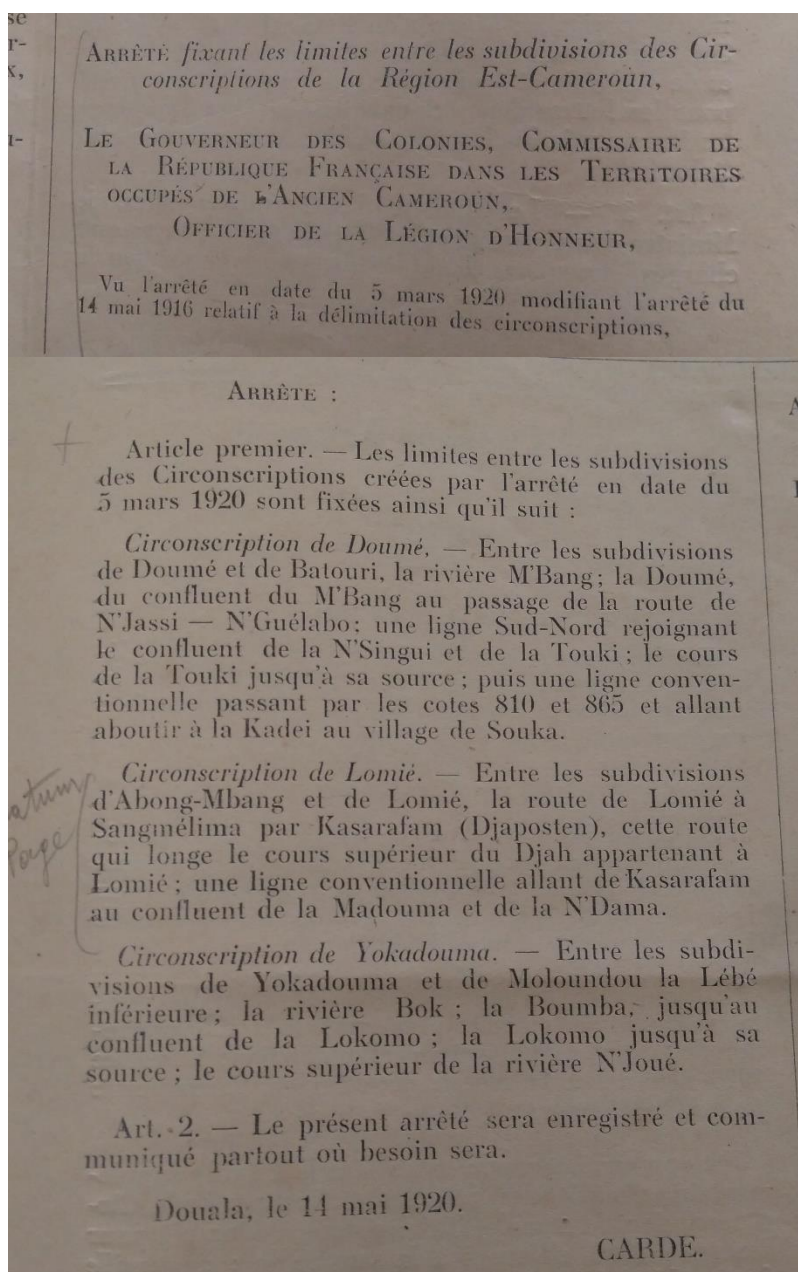 se
r-
x,
ARRÊTÉ fixant les limites entre les subdivisions des Cir-
conscriptions de la Région Est-Cameroun,
LE GOUVERNEUR DES COLONIES, COMMISSAIRE DE
LA RÉPUBLIQUE FRANÇAISE DANS LES TERRITOIRES
OCCUPÉS DE L'ANCIEN CAMEROUN,
OFFICIER DE LA LÉGION D'HONNEUR,
Vu l'arrêté en date du 5 mars 1920 modifiant l'arrêté du
14 mai 1916 relatif à la délimitation des circonscriptions,
ARRÊTE :
Article premier. — Les limites entre les subdivisions
des Circonscriptions créées par l'arrêté en date du
5 mars 1920 sont fixées ainsi qu'il suit :
Circonscription de Doumé. — Entre les subdivisions
de Doumé et de Batouri, la rivière M'Bang; la Doumé,
du confluent du M'Bang au passage de la route de
N'Jassi — N'Guélabo; une ligne Sud-Nord rejoignant
le confluent de la N'Singui et de la Touki; le cours
de la Touki jusqu'à sa source; puis une ligne conven-
tionnelle passant par les cotes 810 et 865 et allant
aboutir à la Kadei au village de Souka.
Circonscription de Lomié. — Entre les subdivisions
d'Abong-Mbang et de Lomié, la route de Lomié à
Sangmélima par Kasarafam (Djaposten), cette route
qui longe le cours supérieur du Djah appartenant à
Lomié; une ligne conventionnelle allant de Kasarafam
au confluent de la Madouma et de la N'Dama.
Circonscription de Yokadouma. — Entre les subdi-
visions de Yokadouma et de Moloundou la Lébé
inférieure; la rivière Bok; la Boumba, jusqu'au
confluent de la Lokomo; la Lokomo jusqu'à sa
source; le cours supérieur de la rivière N'Joué.
Art. 2. — Le présent arrêté sera enregistré et com-
muniqué partout où besoin sera.
Douala, le 14 mai 1920.
CARDE.